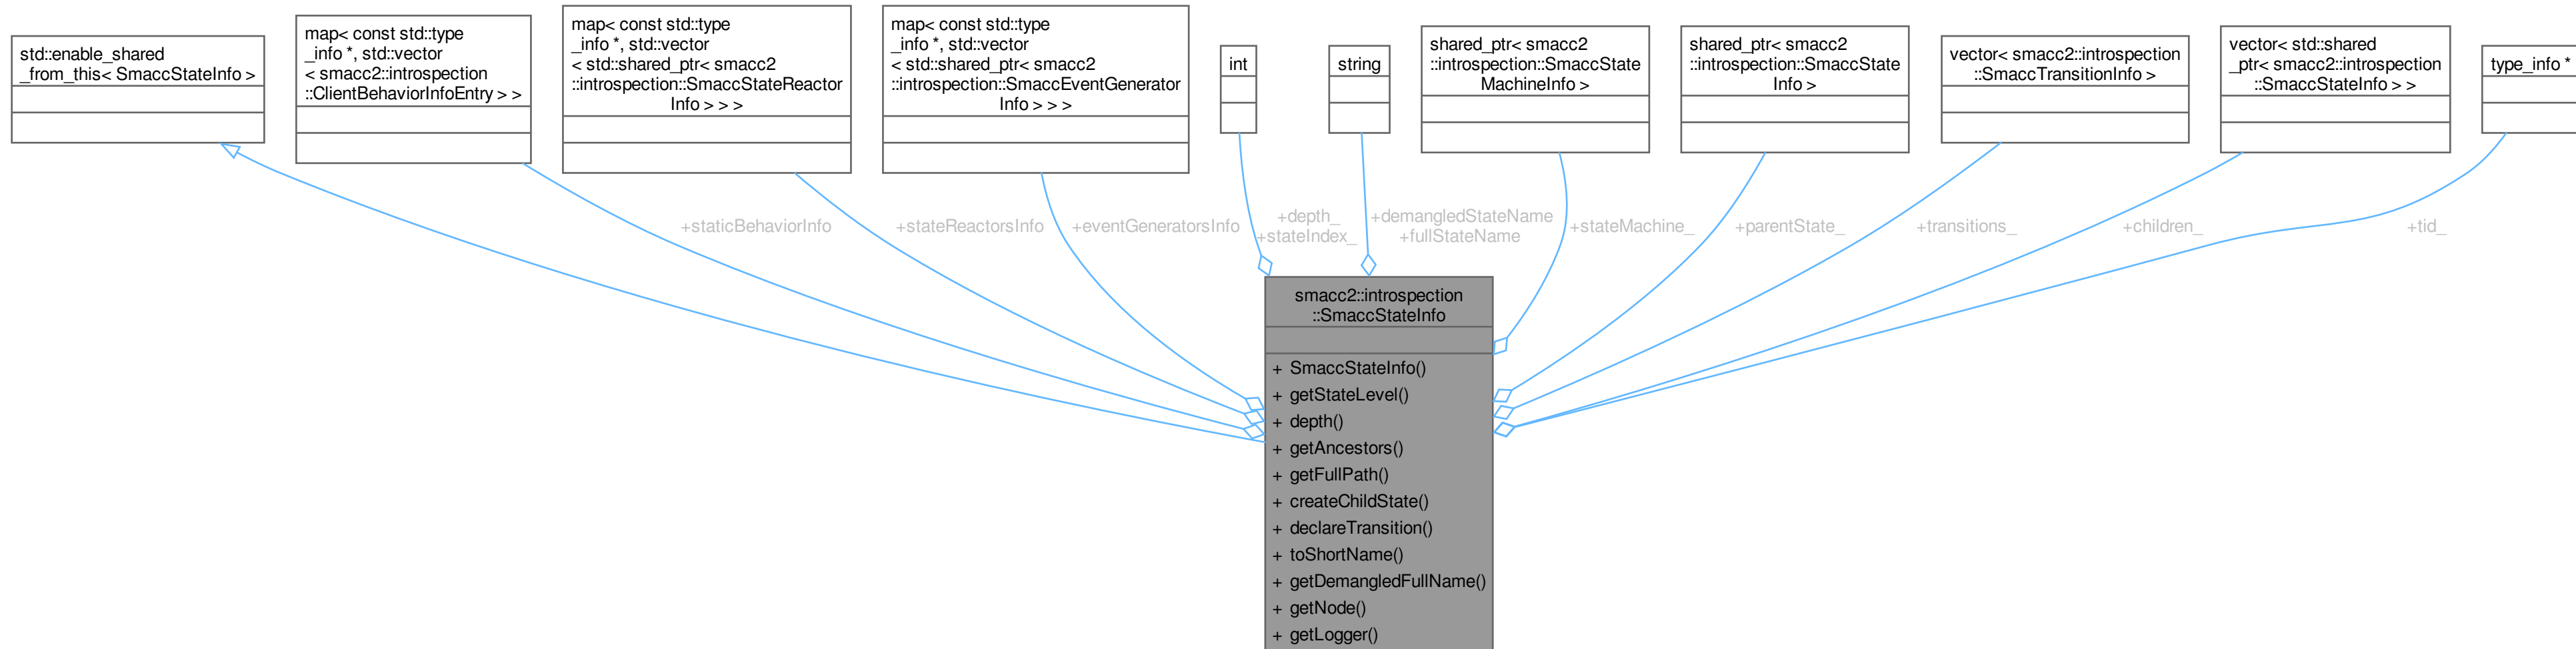 std::enable_shared
_from_this< SmaccStateInfo >
map< const std::type
_info *, std::vector
< smacc2::introspection
::ClientBehaviorInfoEntry > >
map< const std::type
_info *, std::vector
< std::shared_ptr< smacc2
::introspection::SmaccStateReactor
Info > > >
map< const std::type
_info *, std::vector
< std::shared_ptr< smacc2
::introspection::SmaccEventGenerator
Info > > >
int
string
shared_ptr< smacc2
::introspection::SmaccState
MachineInfo >
shared_ptr< smacc2
::introspection::SmaccState
Info >
vector< smacc2::introspection
::SmaccTransitionInfo >
vector< std::shared
_ptr< smacc2::introspection
::SmaccStateInfo > >
type_info *
+staticBehaviorInfo
+stateReactorsInfo
+eventGeneratorsInfo
+depth_
+stateIndex_
+demangledStateName
+fullStateName
+stateMachine_
+parentState_
+transitions_
+children_
+tid_
smacc2::introspection
::SmaccStateInfo
+ SmaccStateInfo()
+ getStateLevel()
+ depth()
+ getAncestors()
+ getFullPath()
+ createChildState()
+ declareTransition()
+ toShortName()
+ getDemangledFullName()
+ getNode()
+ getLogger()